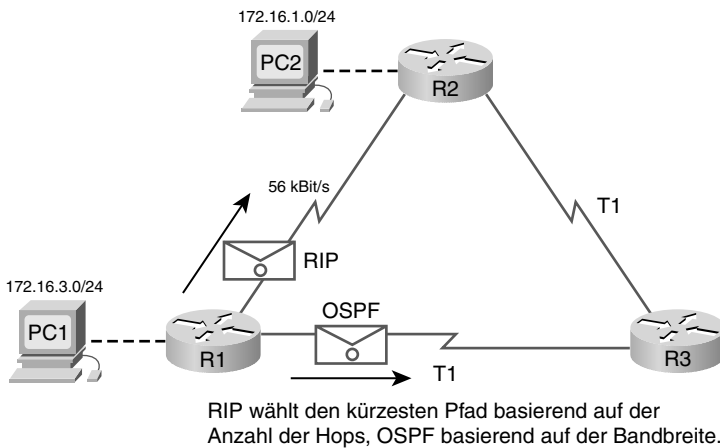 172.16.1.0/24
PC2
R2
56 kBit/s
T1
RIP
172.16.3.0/24
OSPF
PC1
R1
R3
T1
RIP wählt den kürzesten Pfad basierend auf der
Anzahl der Hops, OSPF basierend auf der Bandbreite.